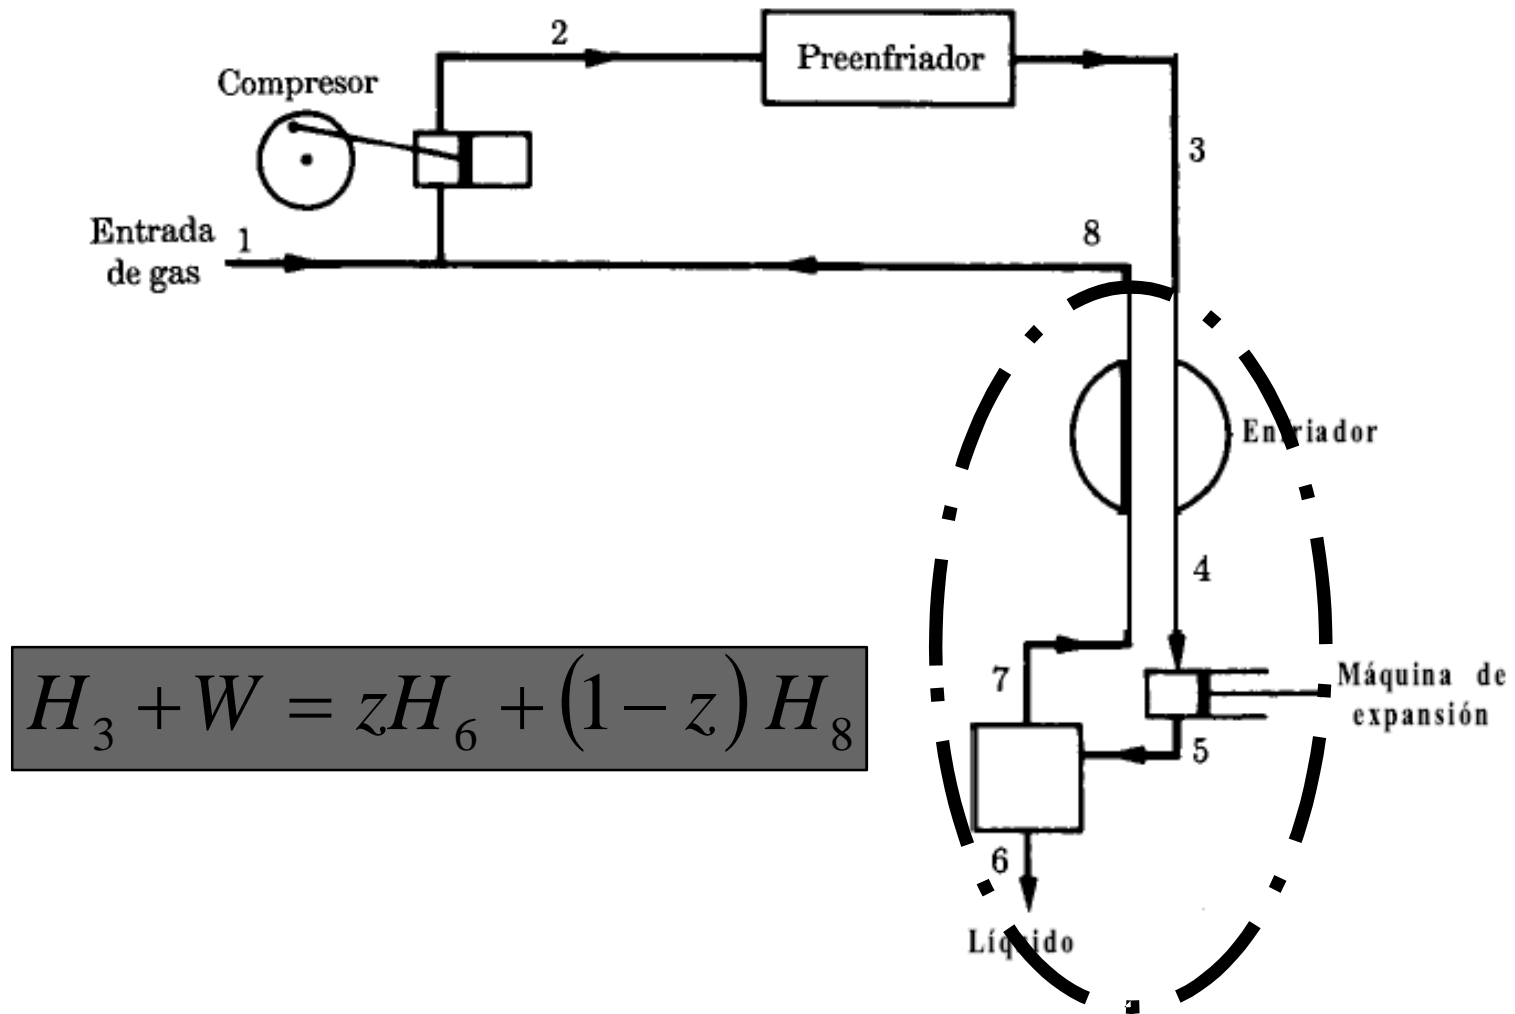 2
Preenfriador
Compresor
3
Entrada
de gas
1
8
Enfriador
4
H₃ + W = zH₆ + (1 − z) H₈
7
Máquina de
expansión
5
6
Líquido